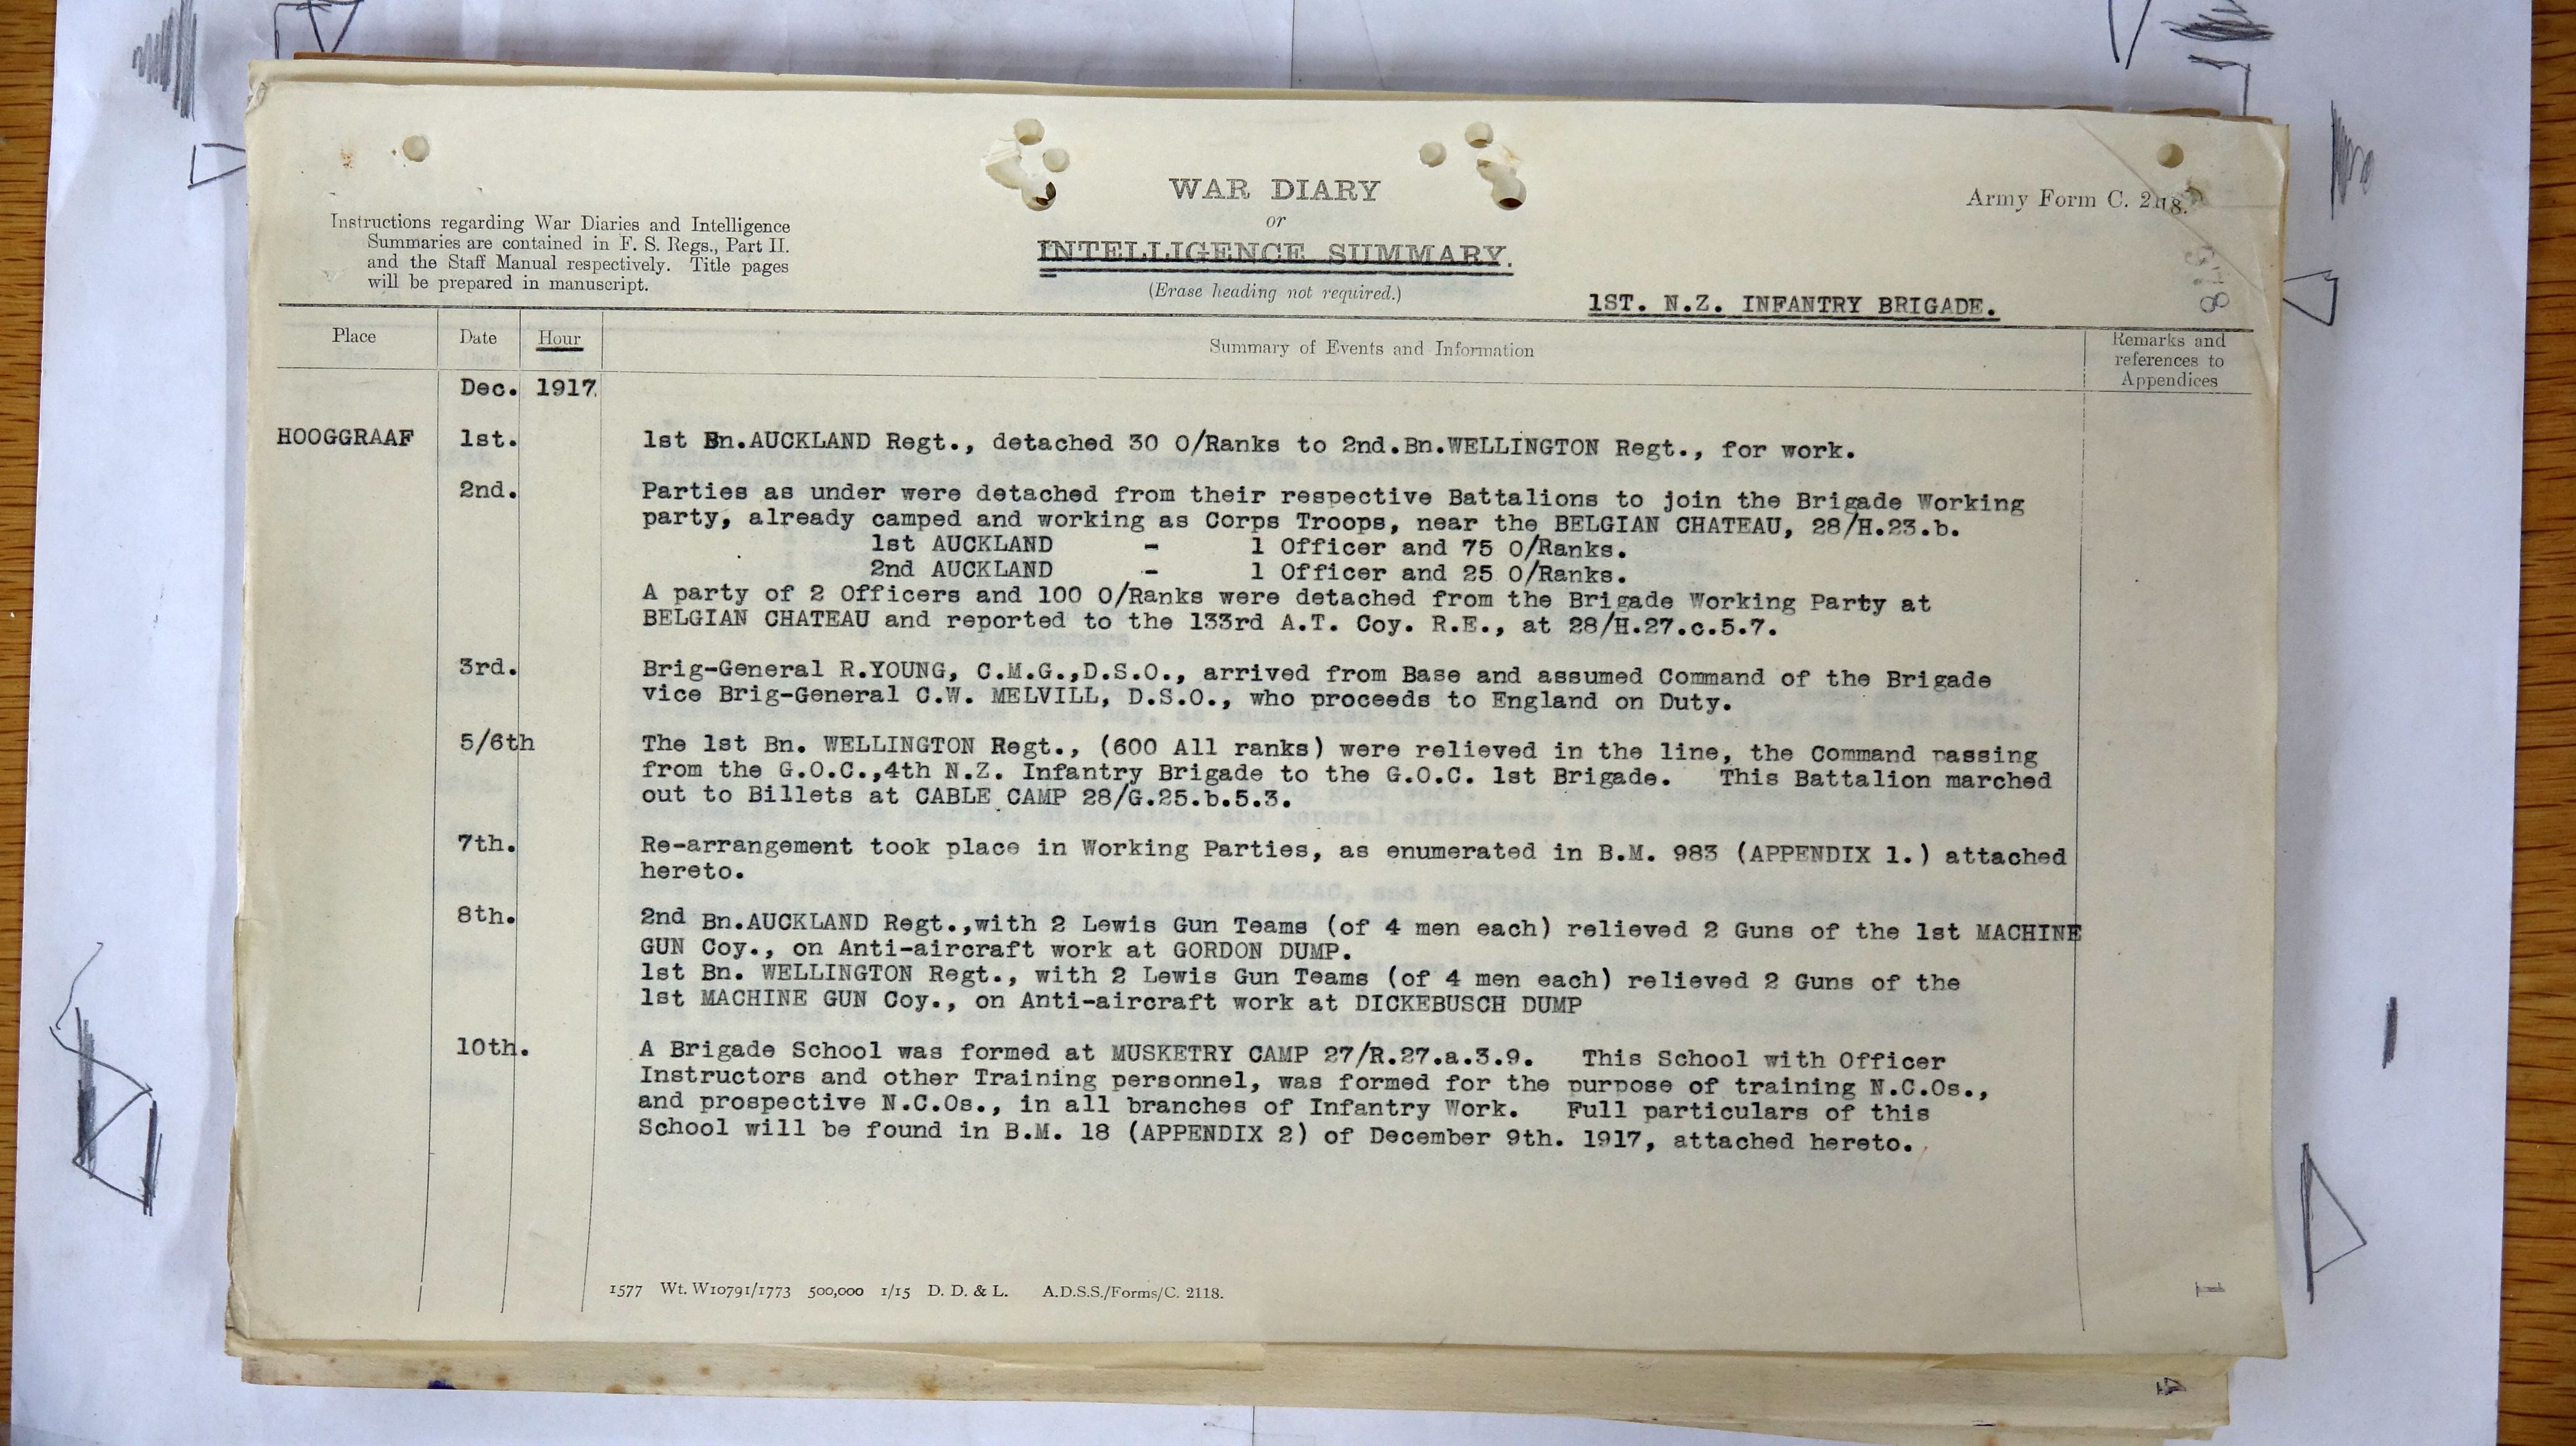 Instructions regarding War Diaries and Intelligence
Summaries are contained in F. S. Regs., Part II.
and the Staff Manual respectively. Title pages
will be prepared in manuscript.
WAR DIARY
or
INTELLIGENCE SUMMARY.
(Erase heading not required.)
Army Form C. 2118.
1ST. N.Z. INFANTRY BRIGADE.
Place Date Hour Summary of Events and Information Remarks and
references to
Appendices
Dec. 1917.
HOOGGRAAF 1st. 1st Bn.AUCKLAND Regt., detached 30 O/Ranks to 2nd.Bn.WELLINGTON Regt., for work.
2nd. Parties as under were detached from their respective Battalions to join the Brigade Working
party, already camped and working as Corps Troops, near the BELGIAN CHATEAU, 28/H.23.b.
1st AUCKLAND - 1 Officer and 75 O/Ranks.
2nd AUCKLAND - 1 Officer and 25 O/Ranks.
A party of 2 Officers and 100 O/Ranks were detached from the Brigade Working Party at
BELGIAN CHATEAU and reported to the 133rd A.T. Coy. R.E., at 28/H.27.c.5.7.
3rd. Brig-General R.YOUNG, C.M.G.,D.S.O., arrived from Base and assumed Command of the Brigade
vice Brig-General C.W. MELVILL, D.S.O., who proceeds to England on Duty.
5/6th The 1st Bn. WELLINGTON Regt., (600 All ranks) were relieved in the line, the Command passing
from the G.O.C.,4th N.Z. Infantry Brigade to the G.O.C. 1st Brigade. This Battalion marched
out to Billets at CABLE CAMP 28/G.25.b.5.3.
7th. Re-arrangement took place in Working Parties, as enumerated in B.M. 983 (APPENDIX 1.) attached
hereto.
8th. 2nd Bn.AUCKLAND Regt.,with 2 Lewis Gun Teams (of 4 men each) relieved 2 Guns of the 1st MACHINE
GUN Coy., on Anti-aircraft work at GORDON DUMP.
1st Bn. WELLINGTON Regt., with 2 Lewis Gun Teams (of 4 men each) relieved 2 Guns of the
1st MACHINE GUN Coy., on Anti-aircraft work at DICKEBUSCH DUMP
10th. A Brigade School was formed at MUSKETRY CAMP 27/R.27.a.3.9. This School with Officer
Instructors and other Training personnel, was formed for the purpose of training N.C.Os.,
and prospective N.C.Os., in all branches of Infantry Work. Full particulars of this
School will be found in B.M. 18 (APPENDIX 2) of December 9th. 1917, attached hereto.
1577 Wt. W10791/1773 500,000 1/15 D. D. & L. A.D.S.S./Forms/C. 2118.
1